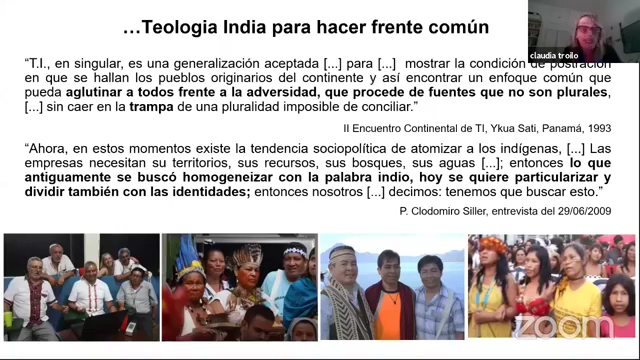 …Teologia India para hacer frente común
claudia troilo
“T.I., en singular, es una generalización aceptada [...] para [...] mostrar la condición de postración
en que se hallan los pueblos originarios del continente y así encontrar un enfoque común que
pueda aglutinar a todos frente a la adversidad, que procede de fuentes que no son plurales,
[...] sin caer en la trampa de una pluralidad imposible de conciliar.”
II Encuentro Continental de TI, Ykua Sati, Panamá, 1993
“Ahora, en estos momentos existe la tendencia sociopolítica de atomizar a los indígenas, [...] Las
empresas necesitan su territorios, sus recursos, sus bosques, sus aguas [...]; entonces lo que
antiguamente se buscó homogeneizar con la palabra indio, hoy se quiere particularizar y
dividir también con las identidades; entonces nosotros [...] decimos: tenemos que buscar esto.”
P. Clodomiro Siller, entrevista del 29/06/2009
zoom